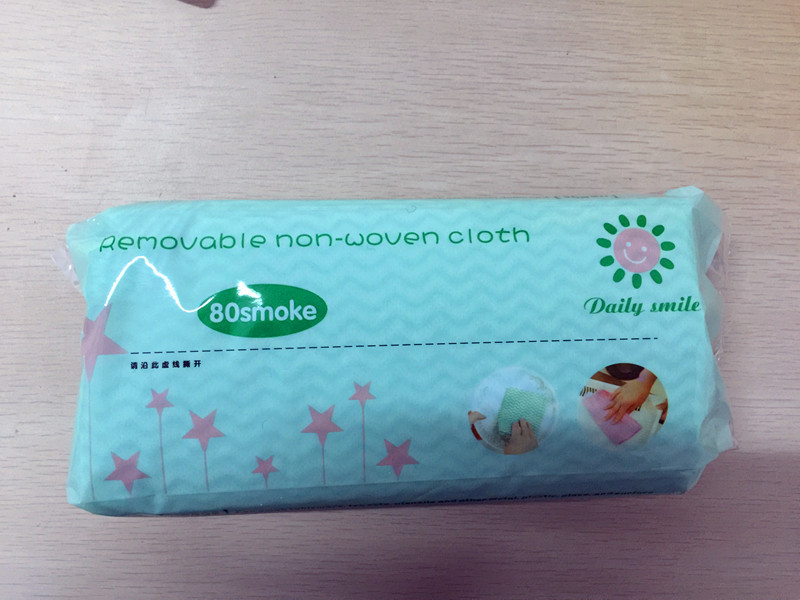 Removable non-woven cloth
80smoke
Daily smile
请沿此虚线撕开